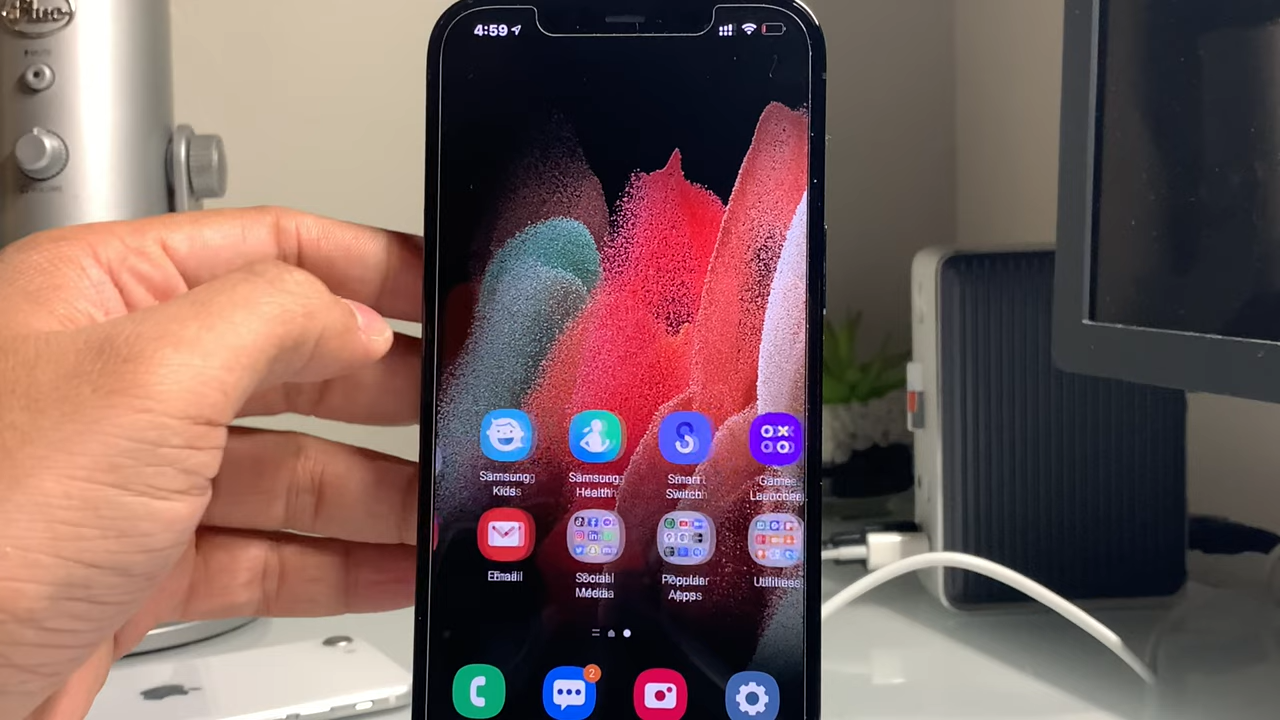 4:59
Samsung
Kids
Samsung
Health
Smart
Switch
Game
Launcher
Email
Social
Media
Popular
Apps
Utilities
2